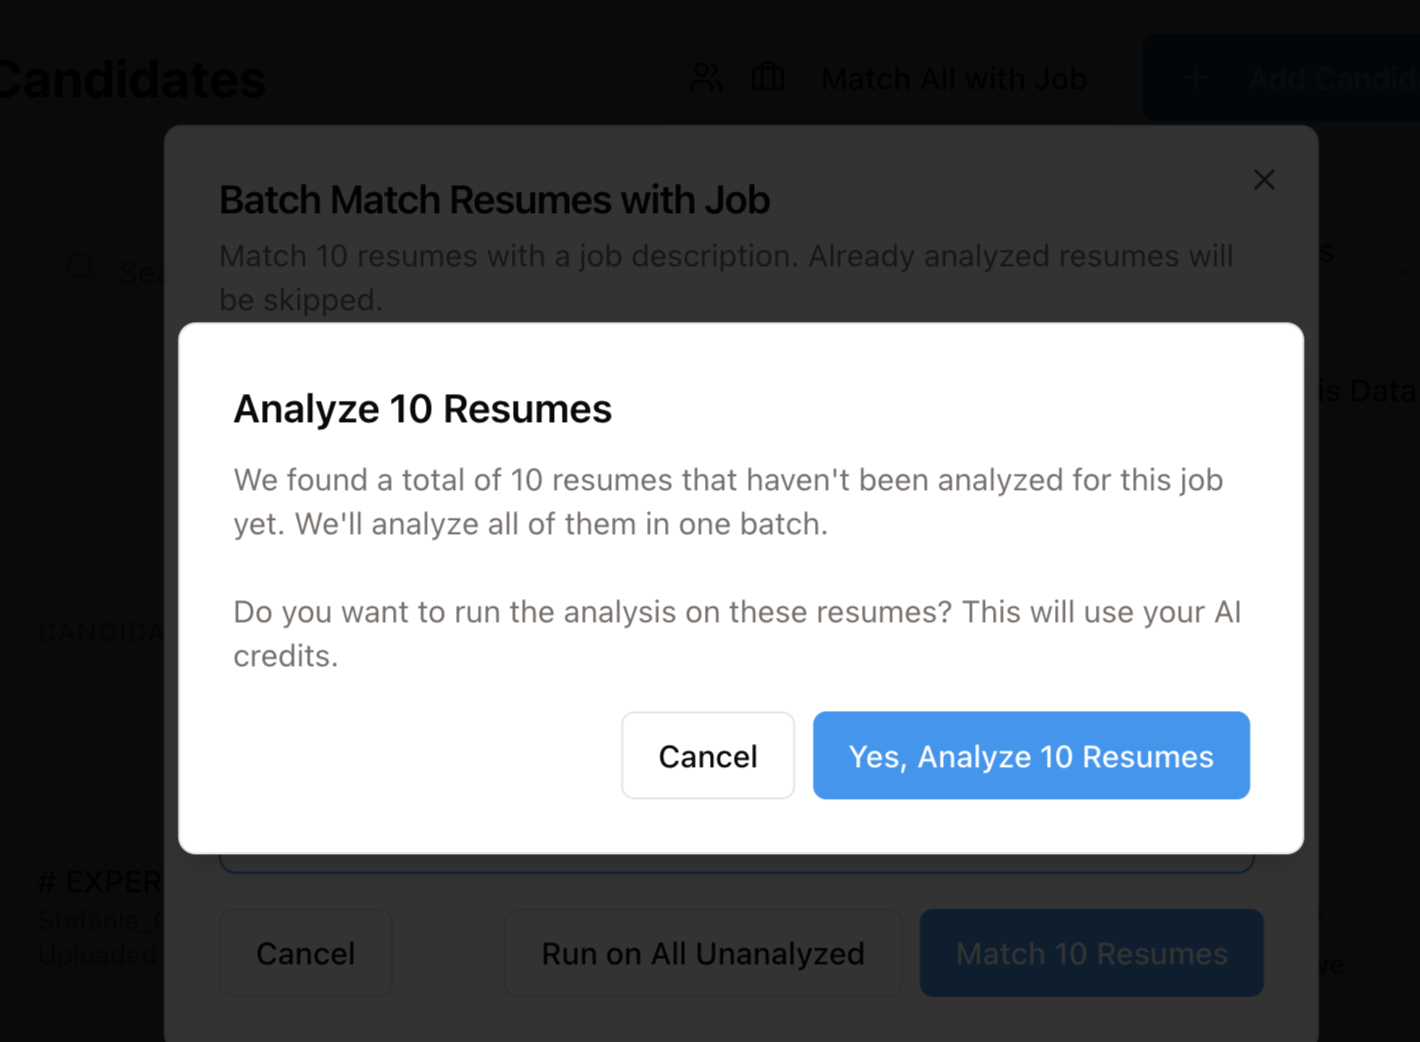 Candidates
Match All with Job
+ Add Candid
Batch Match Resumes with Job
Match 10 resumes with a job description. Already analyzed resumes will
be skipped.
Sea
s
Analyze 10 Resumes
is Data
We found a total of 10 resumes that haven't been analyzed for this job
yet. We'll analyze all of them in one batch.
Do you want to run the analysis on these resumes? This will use your AI
credits.
CANDIDA
Cancel
Yes, Analyze 10 Resumes
# EXPER
Stefanie_
Uploaded
Cancel
Run on All Unanalyzed
Match 10 Resumes
ve